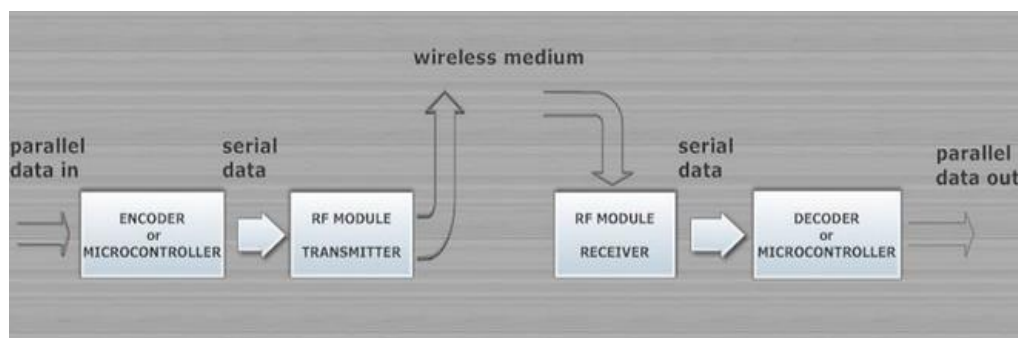 wireless medium
parallel
data in
serial
data
serial
data
parallel
data out
ENCODER
or
MICROCONTROLLER
RF MODULE
TRANSMITTER
RF MODULE
RECEIVER
DECODER
or
MICROCONTROLLER